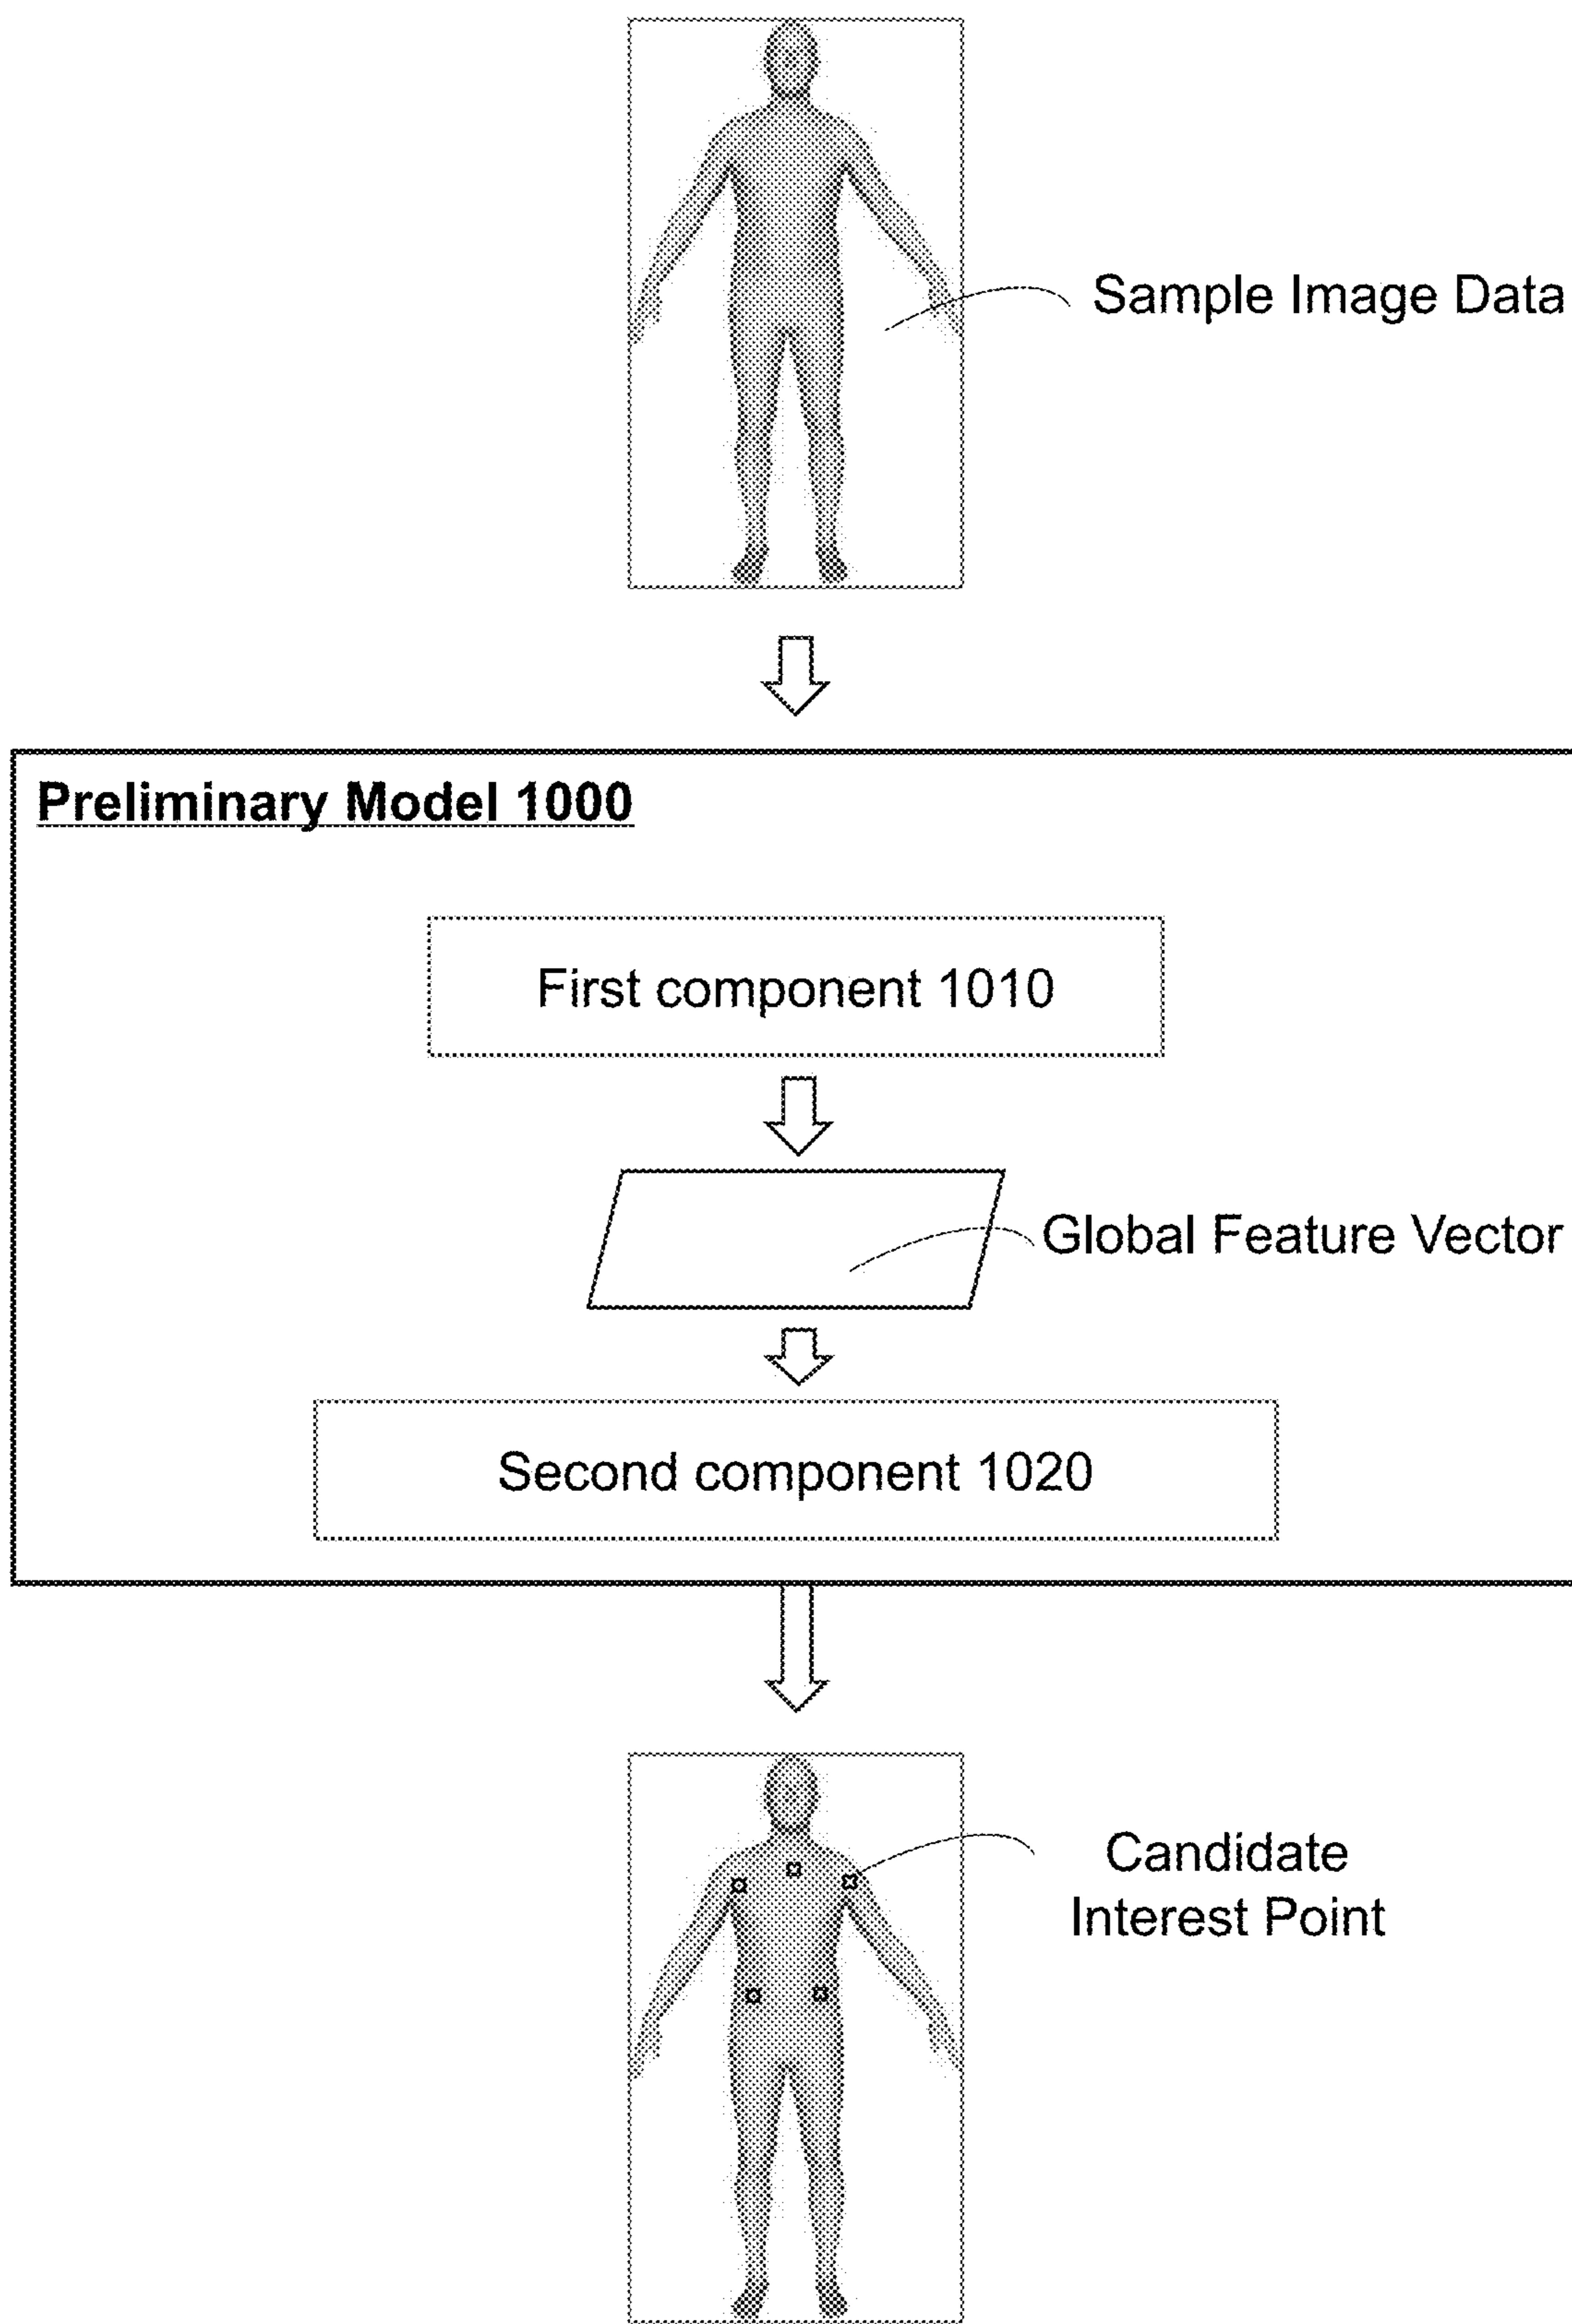 Sample Image Data
Preliminary Model 1000
First component 1010
Global Feature Vector
Second component 1020
Candidate
Interest Point